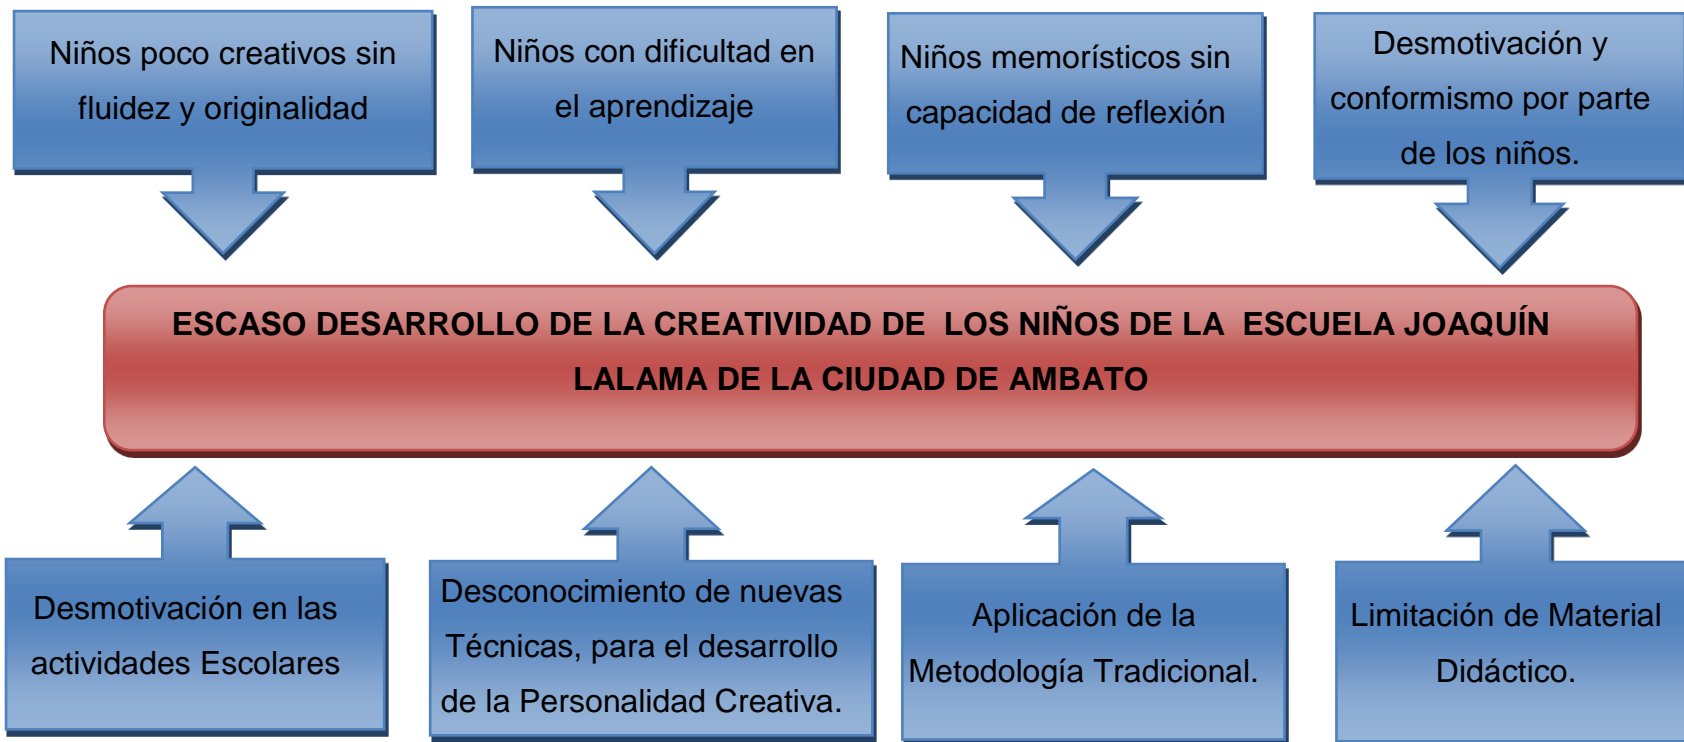 Niños poco creativos sin
fluidez y originalidad
Niños con dificultad en
el aprendizaje
Niños memorísticos sin
capacidad de reflexión
Desmotivación y
conformismo por parte
de los niños.
ESCASO DESARROLLO DE LA CREATIVIDAD DE LOS NIÑOS DE LA ESCUELA JOAQUÍN
LALAMA DE LA CIUDAD DE AMBATO
Desmotivación en las
actividades Escolares
Desconocimiento de nuevas
Técnicas, para el desarrollo
de la Personalidad Creativa.
Aplicación de la
Metodología Tradicional.
Limitación de Material
Didáctico.